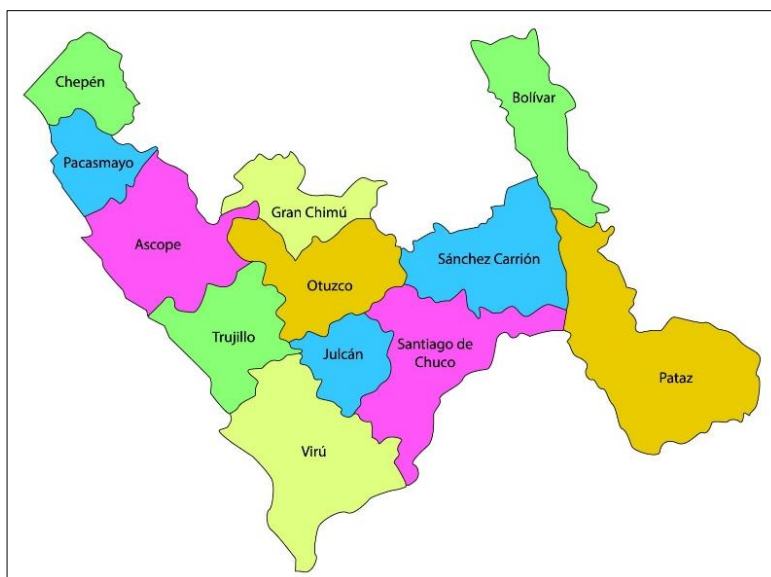 Chepén
Bolívar
Pacasmayo
Gran Chimú
Ascope
Sánchez Carrión
Otuzco
Trujillo
Julcán
Santiago de
Chuco
Pataz
Virú